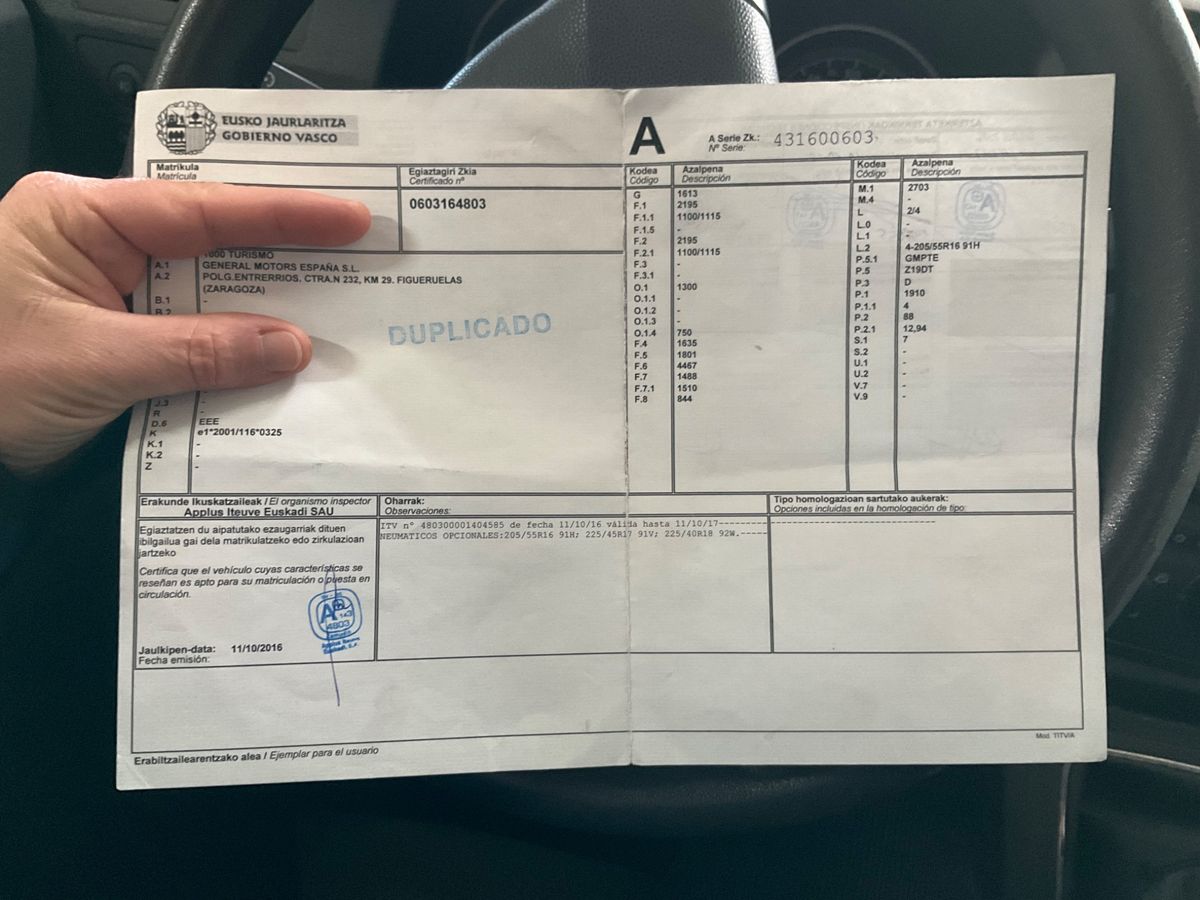 EUSKO JAURLARITZA
GOBIERNO VASCO
A
A Serie Zk.: 431600603
Nº Serie:
Matrikula
Matrícula
Egiaztagiri Zkia
Certificado nº
0603164803
TURISMO
A.1 GENERAL MOTORS ESPAÑA S.L.
A.2 POLG.ENTRERRIOS, CTRA.N 232, KM 29. FIGUERUELAS
(ZARAGOZA)
B.1 -
B.2
DUPLICADO
J.3 -
R -
D.6 EEE
K e1*2001/116*0325
K.1 -
K.2 -
Z -
Kodea Azalpena
Código Descripción
G 1613
F.1 2195
F.1.1 1100/1115
F.1.5 -
F.2 2195
F.2.1 1100/1115
F.3 -
F.3.1 -
O.1 1300
O.1.1 -
O.1.2 -
O.1.3 -
O.1.4 750
F.4 1635
F.5 1801
F.6 4467
F.7 1488
F.7.1 1510
F.8 844
Kodea Azalpena
Código Descripción
M.1 2703
M.4 -
L 2/4
L.0 -
L.1 -
L.2 4-205/55R16 91H
P.5.1 GMPTE
P.5 Z19DT
P.3 D
P.1 1910
P.1.1 4
P.2 88
P.2.1 12,94
S.1 7
S.2 -
U.1 -
U.2 -
V.7 -
V.9 -
Erakunde Ikuskatzaileak / El organismo inspector
Applus Iteuve Euskadi SAU
Egiaztatzen du aipatutako ezaugarriak dituen
ibilgailua gai dela matrikulatzeko edo zirkulazioan
jartzeko
Certifica que el vehículo cuyas características se
reseñan es apto para su matriculación o puesta en
circulación.
A
4803
Applus Iteuve
Euskadi, S.A.
Jaulkipen-data: 11/10/2016
Fecha emisión:
Oharrak:
Observaciones:
ITV nº 480300001404585 de fecha 11/10/16 válida hasta 11/10/17---------
NEUMATICOS OPCIONALES:205/55R16 91H; 225/45R17 91V; 225/40R18 92W.-----
Tipo homologazioan sartutako aukerak:
Opciones incluidas en la homologación de tipo:
Mod. TITV/A
Erabiltzailearentzako alea / Ejemplar para el usuario